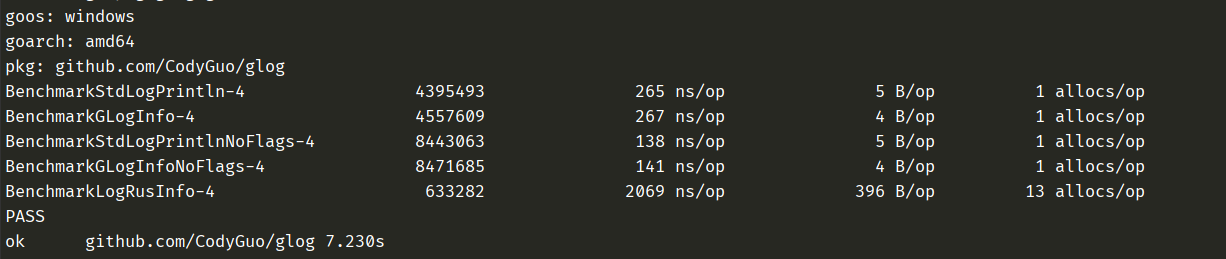 goos: windows
goarch: amd64
pkg: github.com/CodyGuo/glog
BenchmarkStdLogPrintln-4 4395493 265 ns/op 5 B/op 1 allocs/op
BenchmarkGLogInfo-4 4557609 267 ns/op 4 B/op 1 allocs/op
BenchmarkStdLogPrintlnNoFlags-4 8443063 138 ns/op 5 B/op 1 allocs/op
BenchmarkGLogInfoNoFlags-4 8471685 141 ns/op 4 B/op 1 allocs/op
BenchmarkLogRusInfo-4 633282 2069 ns/op 396 B/op 13 allocs/op
PASS
ok github.com/CodyGuo/glog 7.230s